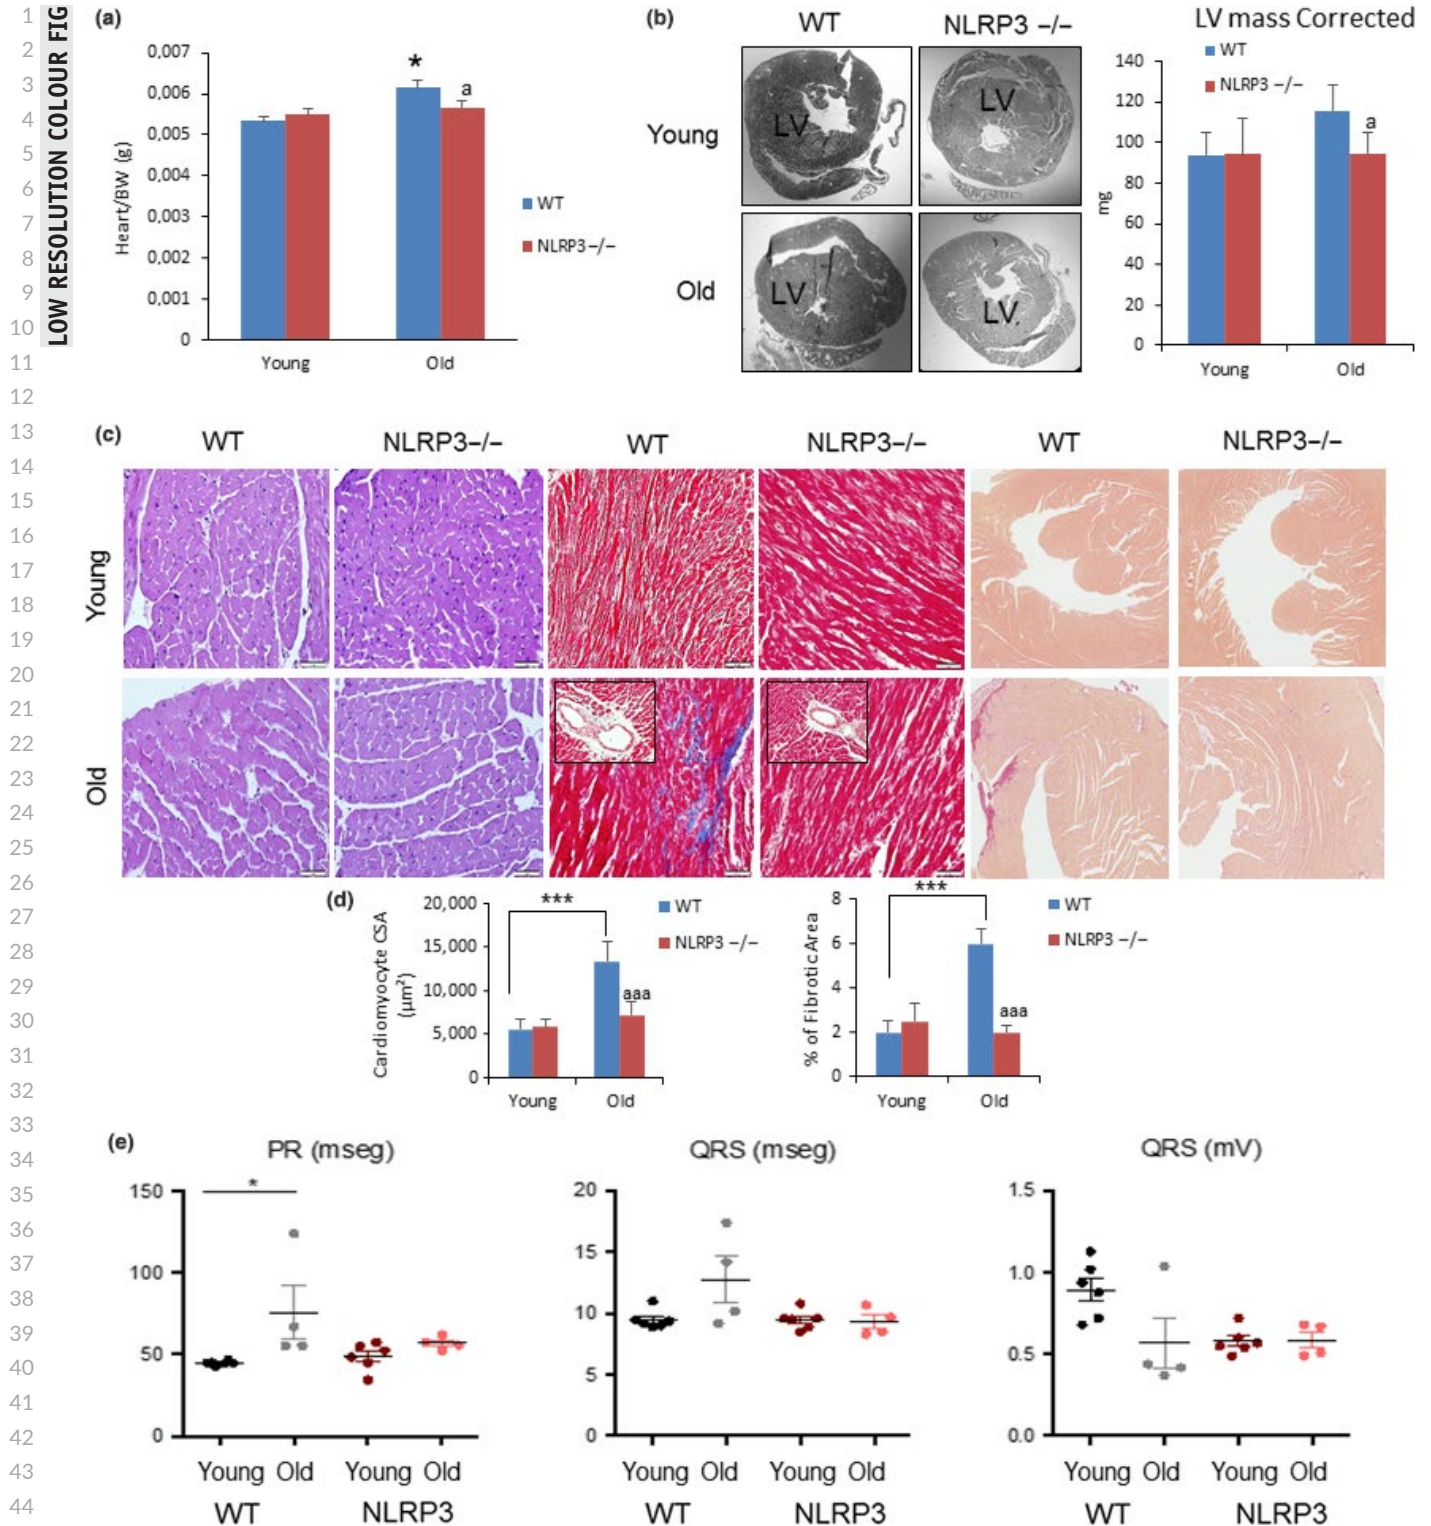 1
2
3
4
5
6
7
8
9
10
11
12
13
14
15
16
17
18
19
20
21
22
23
24
25
26
27
28
29
30
31
32
33
34
35
36
37
38
39
40
41
42
43
44
LOW RESOLUTION COLOUR FIG
(a)
0,007
0,006
0,005
0,004
0,003
0,002
0,001
0
Heart/BW (g)
*
a
Young Old
WT
NLRP3−/−
(b)
WT NLRP3 −/−
Young
LV LV
Old
LV LV
LV mass Corrected
WT
NLRP3 −/−
140
120
100
80
60
40
20
0
mg
a
Young Old
(c)
WT NLRP3−/− WT NLRP3−/− WT NLRP3−/−
Young
Old
(d)
20,000
15,000
10,000
5,000
0
Cardiomyocyte CSA
(µm²)
***
aaa
WT
NLRP3 −/−
Young Old
8
6
4
2
0
% of Fibrotic Area
***
aaa
WT
NLRP3 −/−
Young Old
(e)
PR (mseg)
150
100
50
0
*
Young Old Young Old
WT NLRP3
QRS (mseg)
20
15
10
5
0
Young Old Young Old
WT NLRP3
QRS (mV)
1.5
1.0
0.5
0.0
Young Old Young Old
WT NLRP3